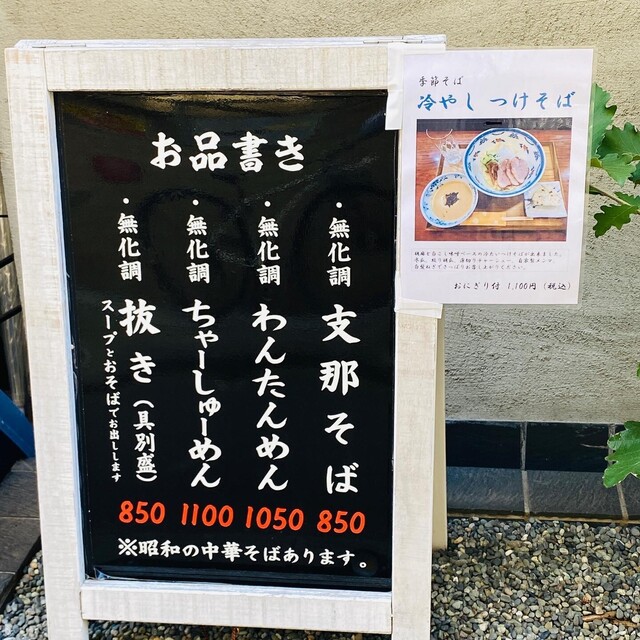 お品書き
・無化調 支那そば 850
・無化調 わんたんめん 1050
・無化調 ちゃーしゅーめん 1100
・無化調 抜き(具別盛) 850
スープとおそばでお出しします
※昭和の中華そばあります。
季節そば
冷やし つけそば
おにぎり付 1,100円(税込)